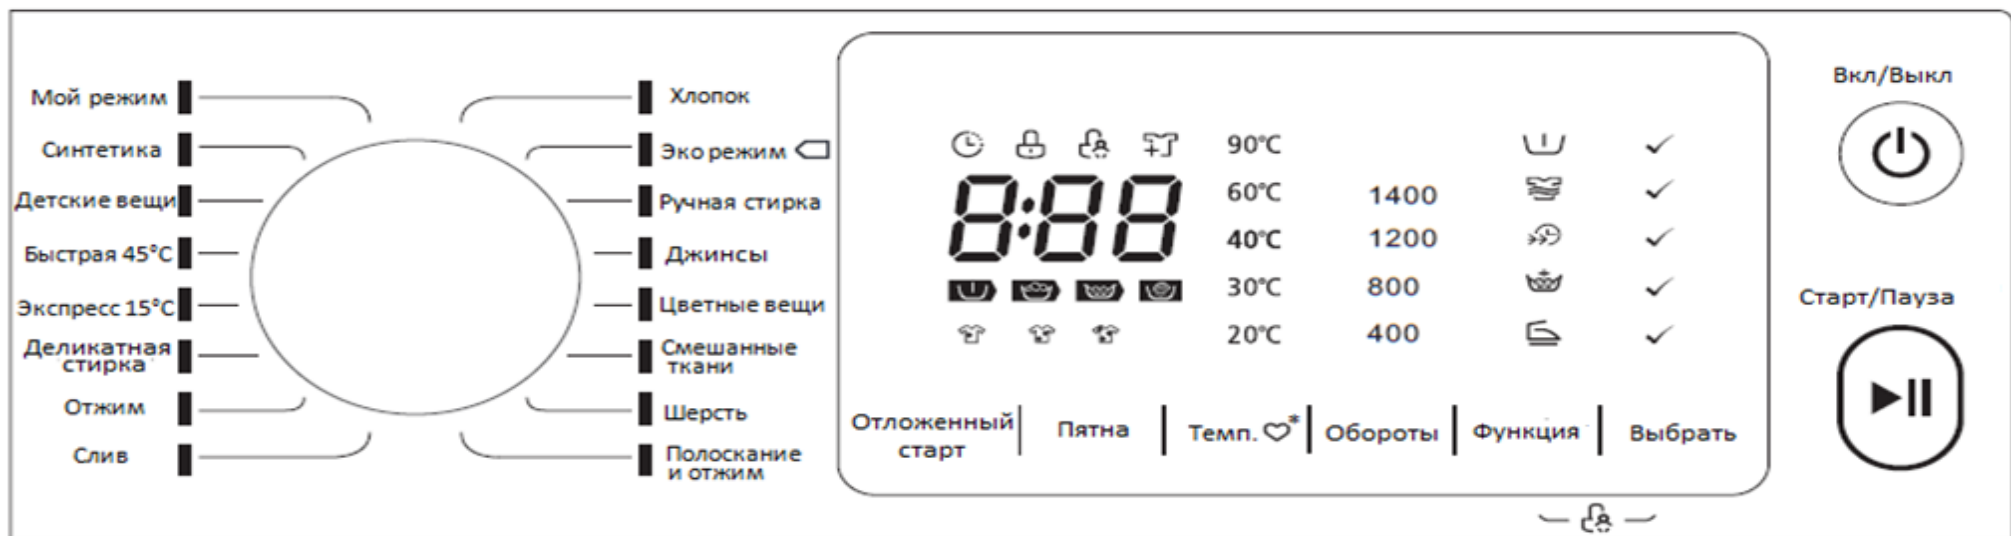 Мой режим
Синтетика
Детские вещи
Быстрая 45°C
Экспресс 15°C
Деликатная
стирка
Отжим
Слив
Хлопок
Эко режим
Ручная стирка
Джинсы
Цветные вещи
Смешанные
ткани
Шерсть
Полоскание
и отжим
8:88
90°C
60°C
40°C
30°C
20°C
1400
1200
800
400
Отложенный
старт
Пятна
Темп. ♡*
Обороты
Функция
Выбрать
Вкл/Выкл
Старт/Пауза